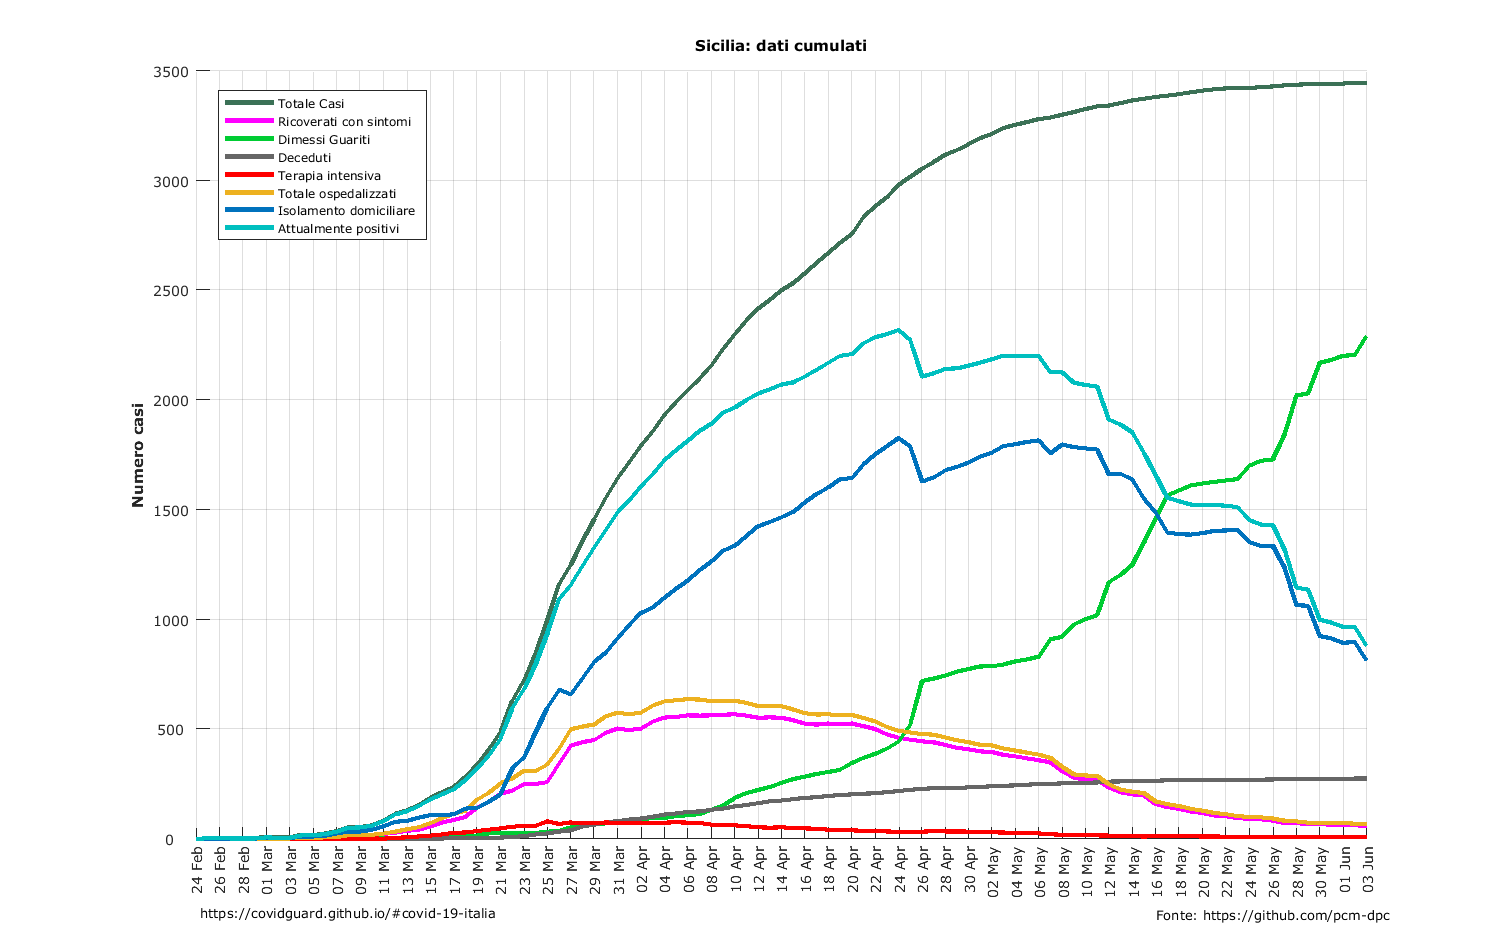 Sicilia: dati cumulati
3500
3000
2500
2000
1500
1000
500
0
Numero casi
Totale Casi
Ricoverati con sintomi
Dimessi Guariti
Deceduti
Terapia intensiva
Totale ospedalizzati
Isolamento domiciliare
Attualmente positivi
24 Feb
26 Feb
28 Feb
01 Mar
03 Mar
05 Mar
07 Mar
09 Mar
11 Mar
13 Mar
15 Mar
17 Mar
19 Mar
21 Mar
23 Mar
25 Mar
27 Mar
29 Mar
31 Mar
02 Apr
04 Apr
06 Apr
08 Apr
10 Apr
12 Apr
14 Apr
16 Apr
18 Apr
20 Apr
22 Apr
24 Apr
26 Apr
28 Apr
30 Apr
02 May
04 May
06 May
08 May
10 May
12 May
14 May
16 May
18 May
20 May
22 May
24 May
26 May
28 May
30 May
01 Jun
03 Jun
https://covidguard.github.io/#covid-19-italia
Fonte: https://github.com/pcm-dpc